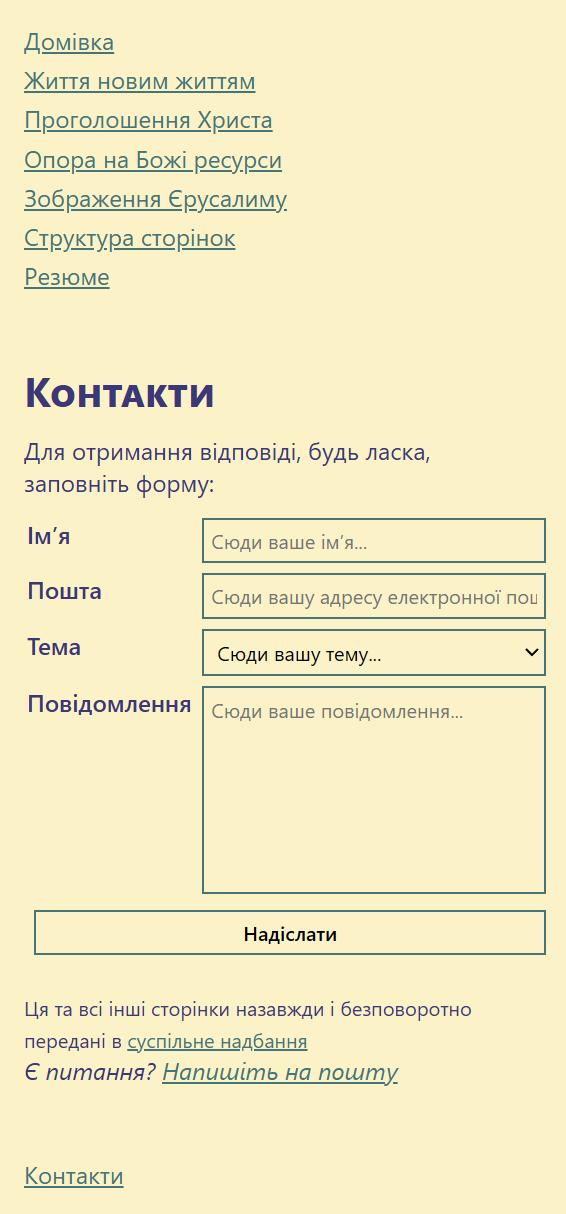 Домівка
Життя новим життям
Проголошення Христа
Опора на Божі ресурси
Зображення Єрусалиму
Структура сторінок
Резюме
Контакти
Для отримання відповіді, будь ласка,
заповніть форму:
Ім’я
Сюди ваше ім’я...
Пошта
Сюди вашу адресу електронної
Тема
Сюди вашу тему...
Повідомлення
Сюди ваше повідомлення...
Надіслати
Ця та всі інші сторінки назавжди і безповоротно
передані в суспільне надбання
Є питання? Напишіть на пошту
Контакти